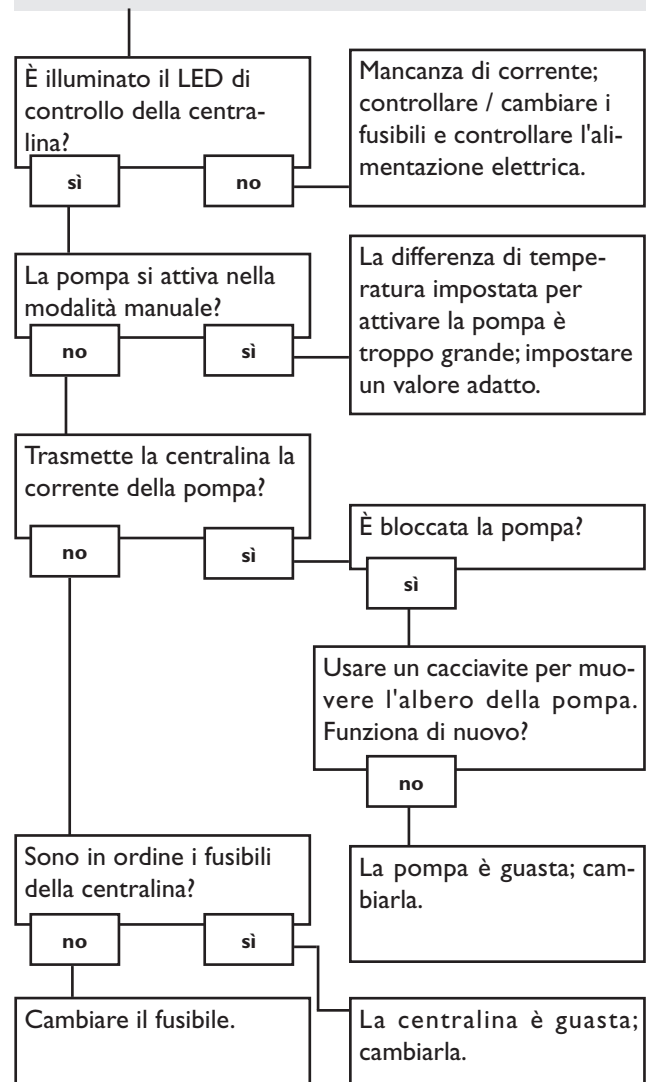 È illuminato il LED di
controllo della centra-
lina?
sì
no
Mancanza di corrente;
controllare / cambiare i
fusibili e controllare l'ali-
mentazione elettrica.
La pompa si attiva nella
modalità manuale?
no
sì
La differenza di tempe-
ratura impostata per
attivare la pompa è
troppo grande; impostare
un valore adatto.
Trasmette la centralina la
corrente della pompa?
no
sì
È bloccata la pompa?
sì
Usare un cacciavite per muo-
vere l'albero della pompa.
Funziona di nuovo?
no
La pompa è guasta; cam-
biarla.
Sono in ordine i fusibili
della centralina?
no
sì
Cambiare il fusibile.
La centralina è guasta;
cambiarla.